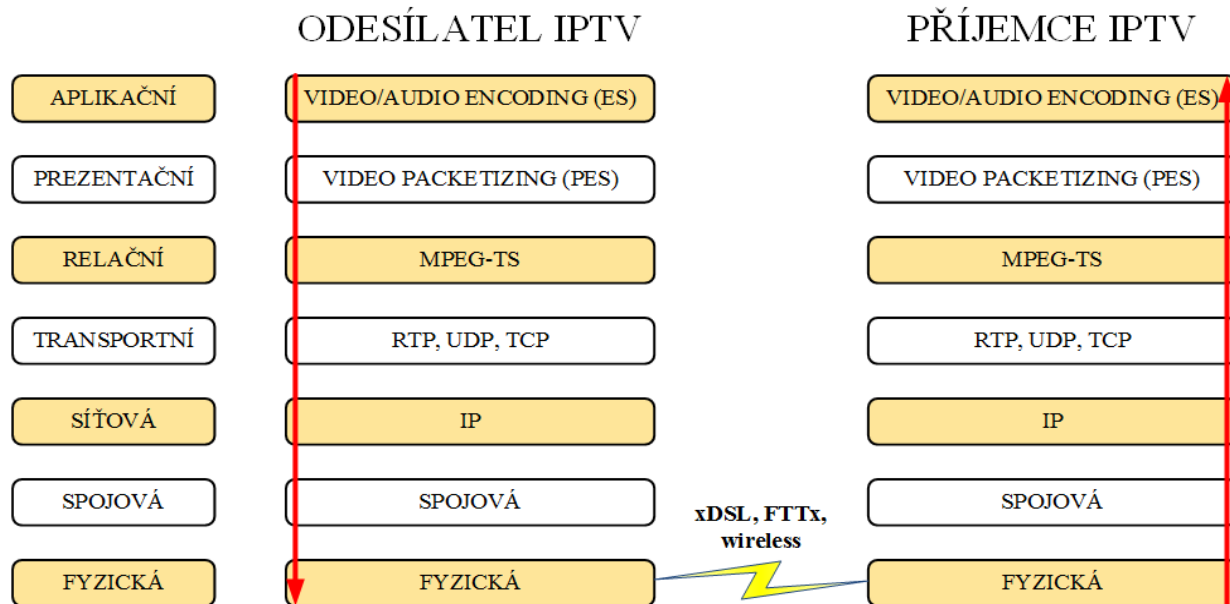 ODESÍLATEL IPTV
PŘÍJEMCE IPTV
APLIKAČNÍ
VIDEO/AUDIO ENCODING (ES)
VIDEO/AUDIO ENCODING (ES)
PREZENTAČNÍ
VIDEO PACKETIZING (PES)
VIDEO PACKETIZING (PES)
RELAČNÍ
MPEG-TS
MPEG-TS
TRANSPORTNÍ
RTP, UDP, TCP
RTP, UDP, TCP
SÍŤOVÁ
IP
IP
SPOJOVÁ
SPOJOVÁ
SPOJOVÁ
xDSL, FTTx,
wireless
FYZICKÁ
FYZICKÁ
FYZICKÁ